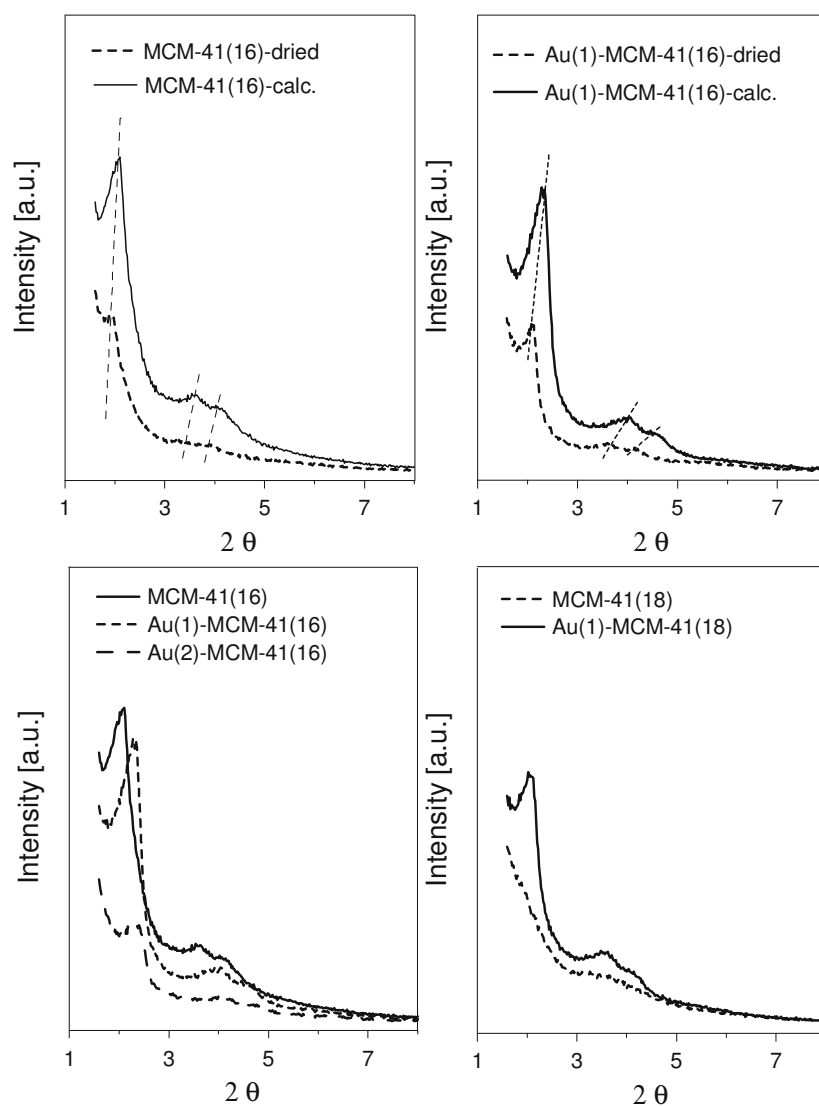 MCM-41(16)-dried
MCM-41(16)-calc.
Intensity [a.u.]
1 3 5 7
2 θ
Au(1)-MCM-41(16)-dried
Au(1)-MCM-41(16)-calc.
Intensity [a.u.]
1 3 5 7
2 θ
MCM-41(16)
Au(1)-MCM-41(16)
Au(2)-MCM-41(16)
Intensity [a.u.]
1 3 5 7
2 θ
MCM-41(18)
Au(1)-MCM-41(18)
Intensity [a.u.]
1 3 5 7
2 θ